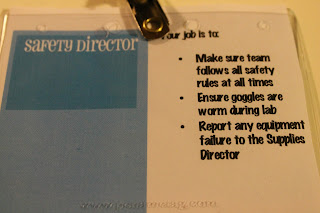 Safety Director
Your job is to:
• Make sure team
follows all safety
rules at all times
• Ensure goggles are
worm during lab
• Report any equipment
failure to the Supplies
Director